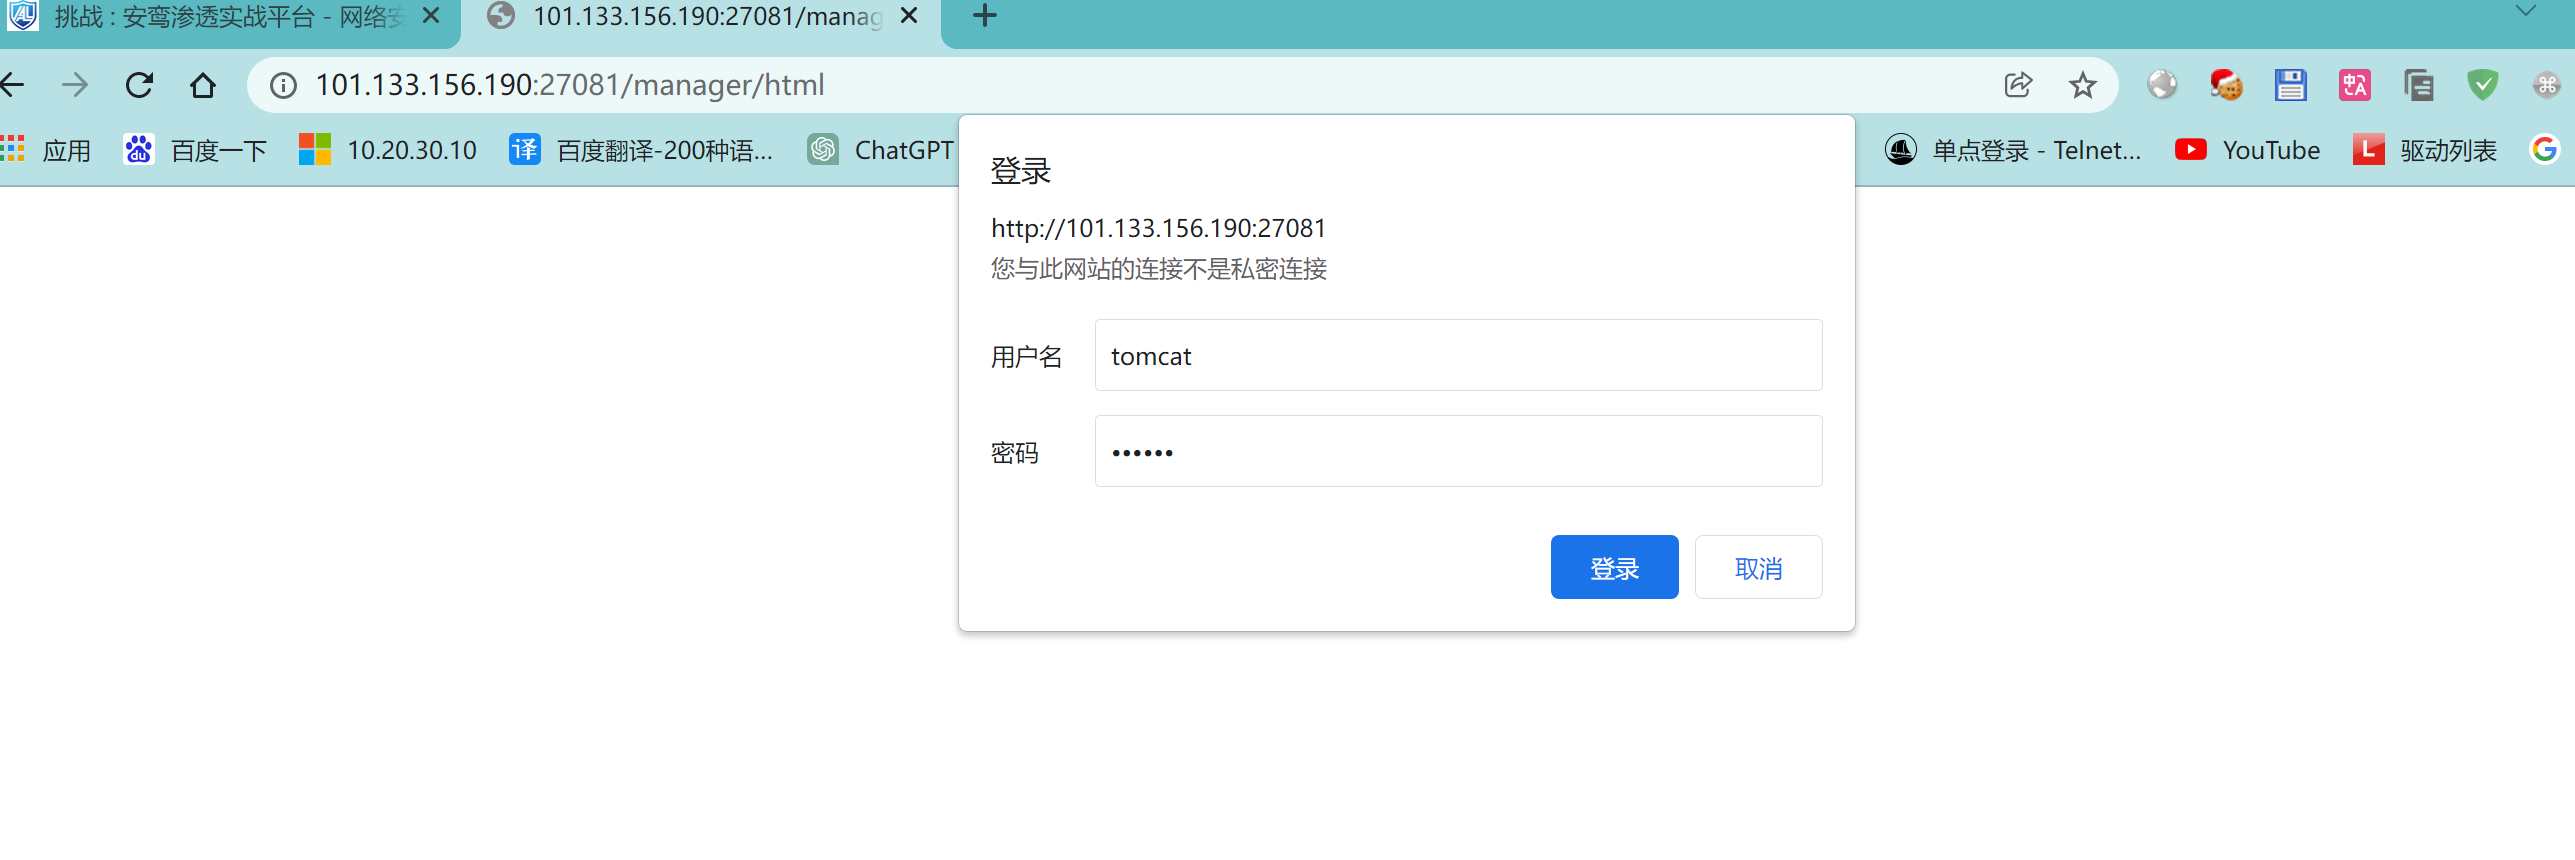 挑战 : 安鸾渗透实战平台 - 网络安
101.133.156.190:27081/manag
101.133.156.190:27081/manager/html
应用
百度一下
10.20.30.10
百度翻译-200种语...
ChatGPT
单点登录 - Telnet...
YouTube
驱动列表
登录
http://101.133.156.190:27081
您与此网站的连接不是私密连接
用户名
tomcat
密码
••••••
登录
取消